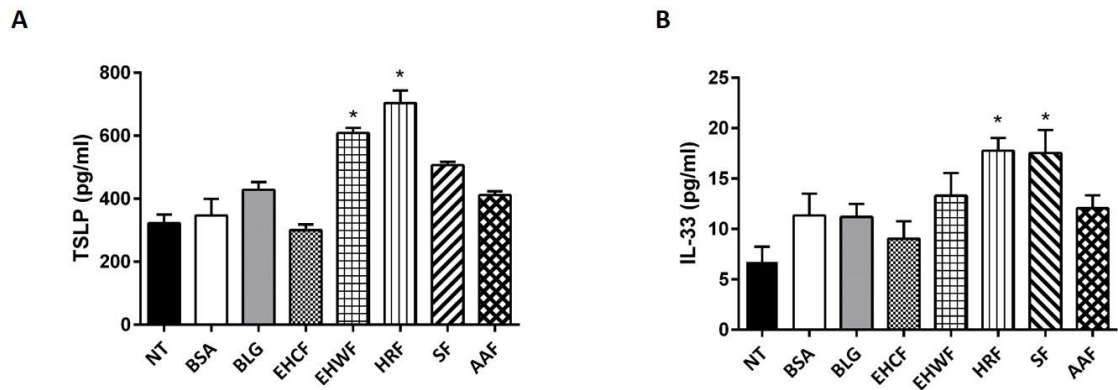 A
TSLP (pg/ml)
800
600
400
200
0
*
*
NT
BSA
BLG
EHCF
EHWF
HRF
SF
AAF
B
IL-33 (pg/ml)
25
20
15
10
5
0
*
*
NT
BSA
BLG
EHCF
EHWF
HRF
SF
AAF